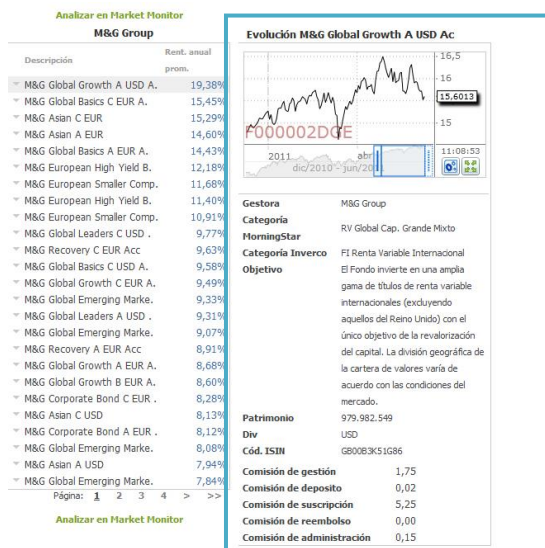 Analizar en Market Monitor
M&G Group
Descripción Rent. anual prom.
M&G Global Growth A USD A. 19,38%
M&G Global Basics C EUR A. 15,45%
M&G Asian C EUR 15,29%
M&G Asian A EUR 14,60%
M&G Global Basics A EUR A. 14,43%
M&G European High Yield B. 12,18%
M&G European Smaller Comp. 11,68%
M&G European High Yield B. 11,40%
M&G European Smaller Comp. 10,91%
M&G Global Leaders C USD . 9,77%
M&G Recovery C EUR Acc 9,63%
M&G Global Basics C USD A. 9,58%
M&G Global Growth C EUR A. 9,49%
M&G Global Emerging Marke. 9,33%
M&G Global Leaders A USD . 9,31%
M&G Global Emerging Marke. 9,07%
M&G Recovery A EUR Acc 8,91%
M&G Global Growth A EUR A. 8,68%
M&G Global Growth B EUR A. 8,60%
M&G Corporate Bond C EUR . 8,28%
M&G Asian C USD 8,13%
M&G Corporate Bond A EUR . 8,12%
M&G Global Emerging Marke. 8,08%
M&G Asian A USD 7,94%
M&G Global Emerging Marke. 7,84%
Página: 1 2 3 4 > >>
Analizar en Market Monitor
Evolución M&G Global Growth A USD Ac
16,5
16
15,6013
15
F000002DGE
2011 abr
dic/2010 - jun/2011
11:08:53
Gestora M&G Group
Categoría MorningStar RV Global Cap. Grande Mixto
Categoría Inverco FI Renta Variable Internacional
Objetivo El Fondo invierte en una amplia
gama de títulos de renta variable
internacionales (excluyendo
aquellos del Reino Unido) con el
único objetivo de la revalorización
del capital. La división geográfica de
la cartera de valores varía de
acuerdo con las condiciones del
mercado.
Patrimonio 979.982.549
Div USD
Cód. ISIN GB00B3K51G86
Comisión de gestión 1,75
Comisión de deposito 0,02
Comisión de suscripción 5,25
Comisión de reembolso 0,00
Comisión de administración 0,15